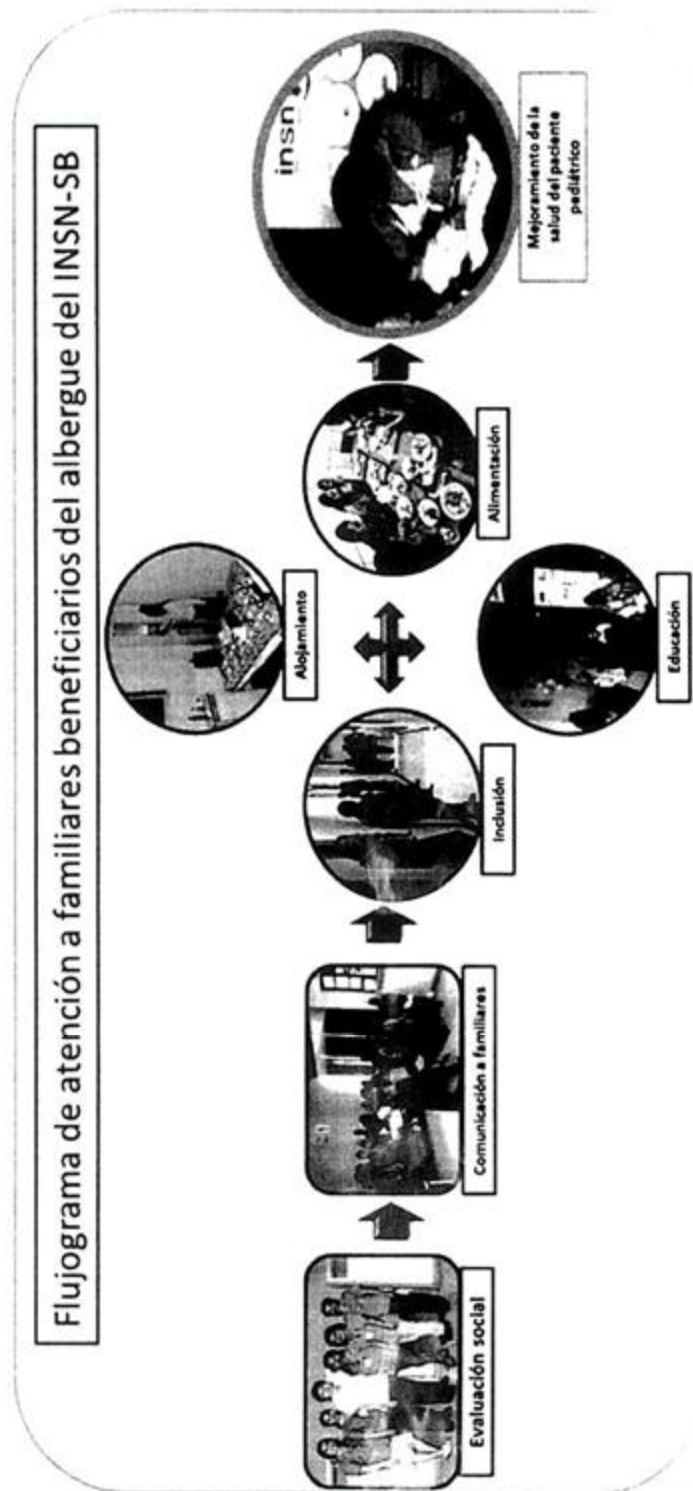 Flujograma de atención a familiares beneficiarios del albergue del INSN-SB
Evaluación social
Comunicación a familiares
Inclusión
Alojamiento
Educación
Alimentación
insn
Mejoramiento de la
salud del paciente
pediátrico